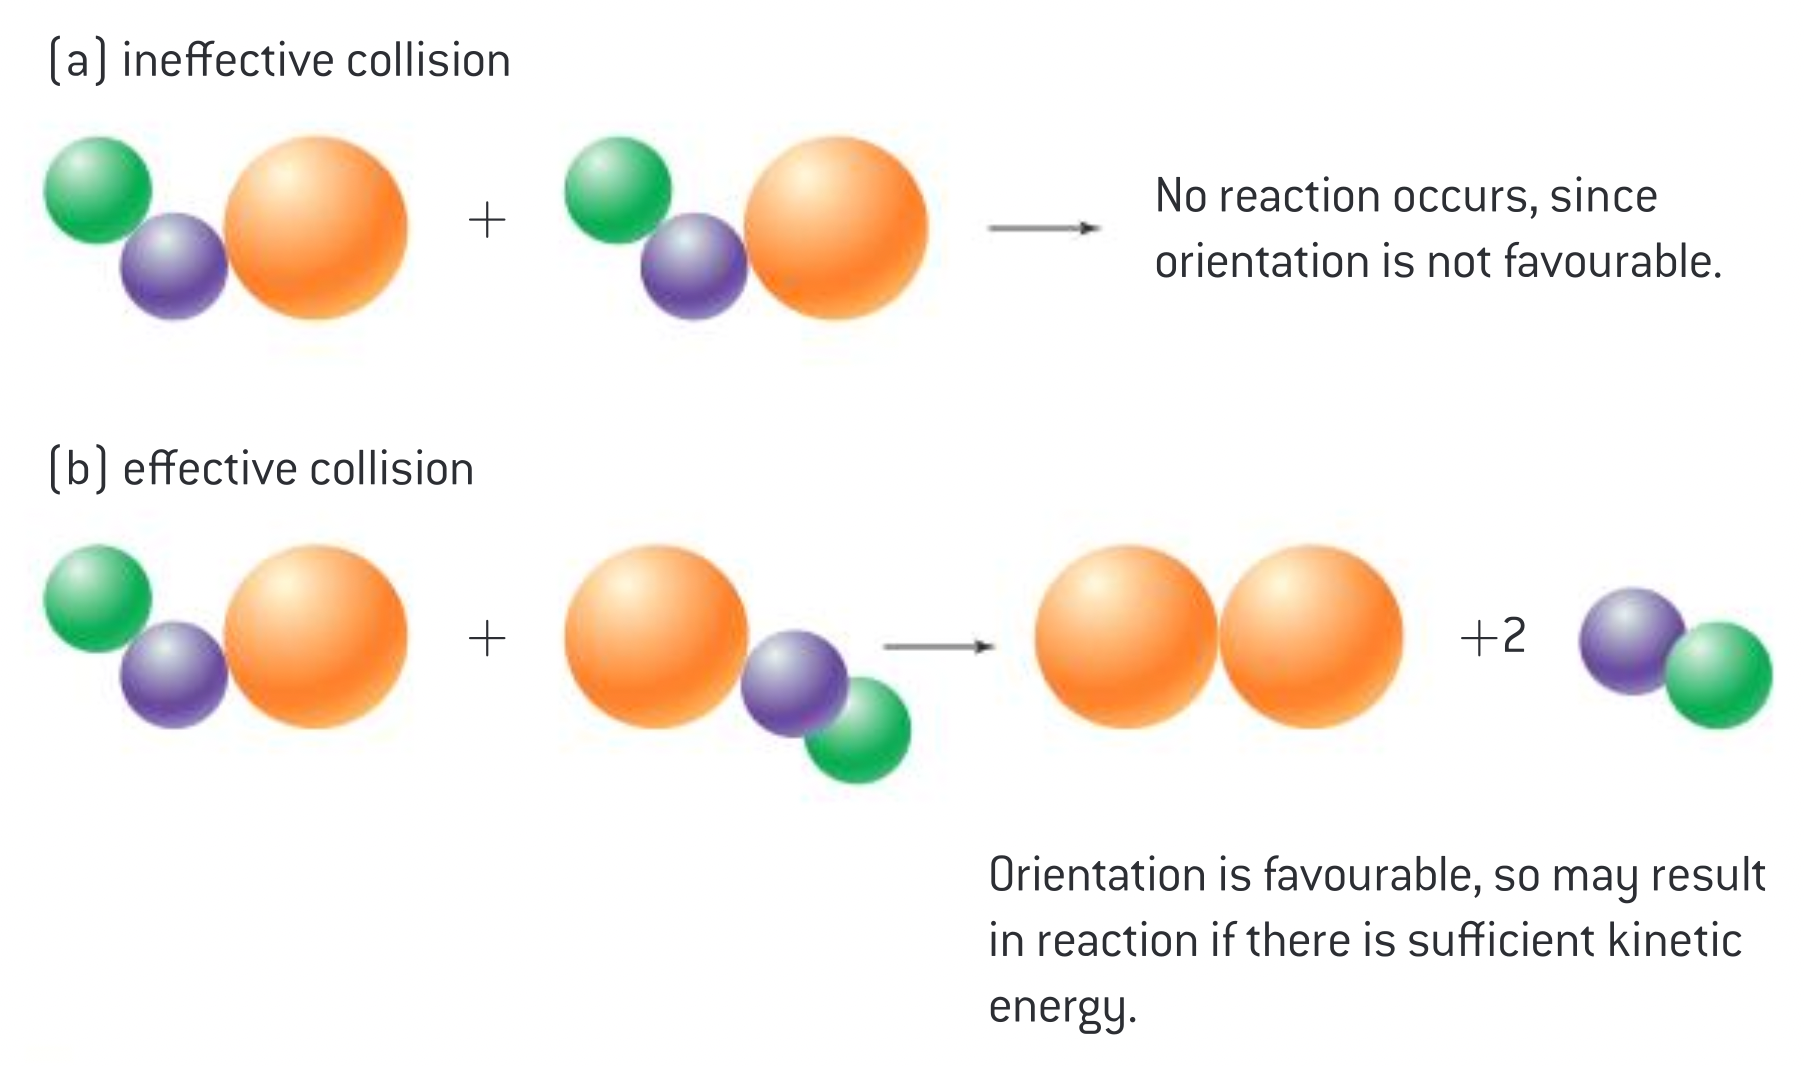 (a) ineffective collision
+
No reaction occurs, since
orientation is not favourable.
(b) effective collision
+ +2
Orientation is favourable, so may result
in reaction if there is sufficient kinetic
energy.